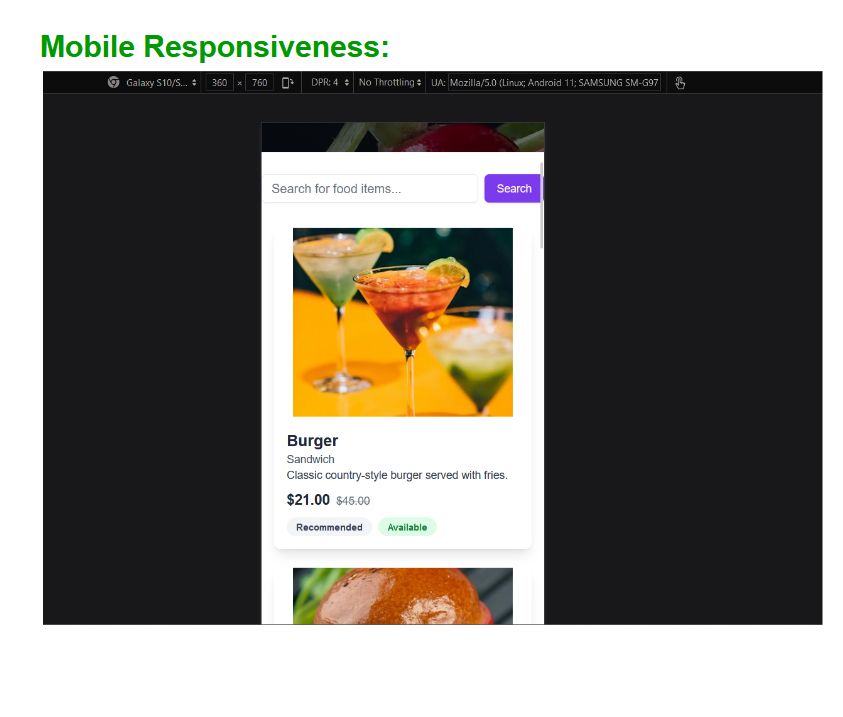 Mobile Responsiveness:
Galaxy S10/S... 360 × 760 DPR: 4 No Throttling UA: Mozilla/5.0 (Linux; Android 11; SAMSUNG SM-G97
Search for food items... Search
Burger
Sandwich
Classic country-style burger served with fries.
$21.00 $45.00
Recommended Available